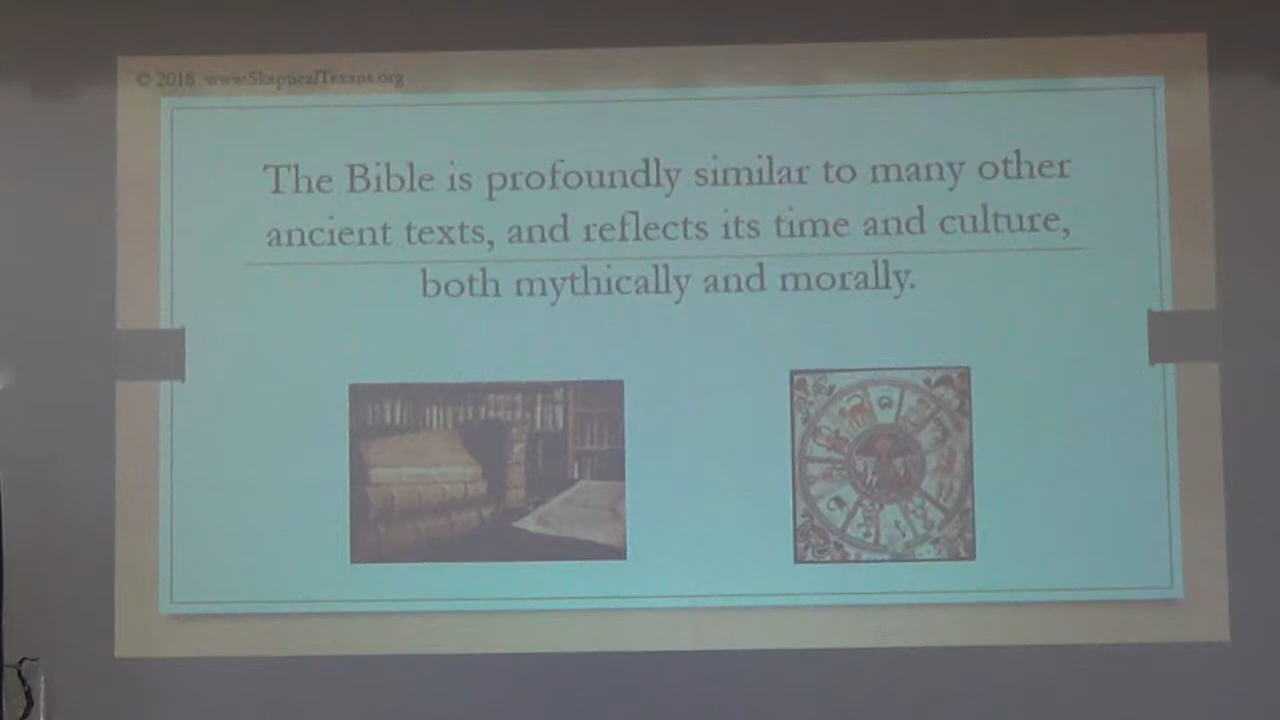 © 2018 www.SkepticalTexans.org
The Bible is profoundly similar to many other
ancient texts, and reflects its time and culture,
both mythically and morally.